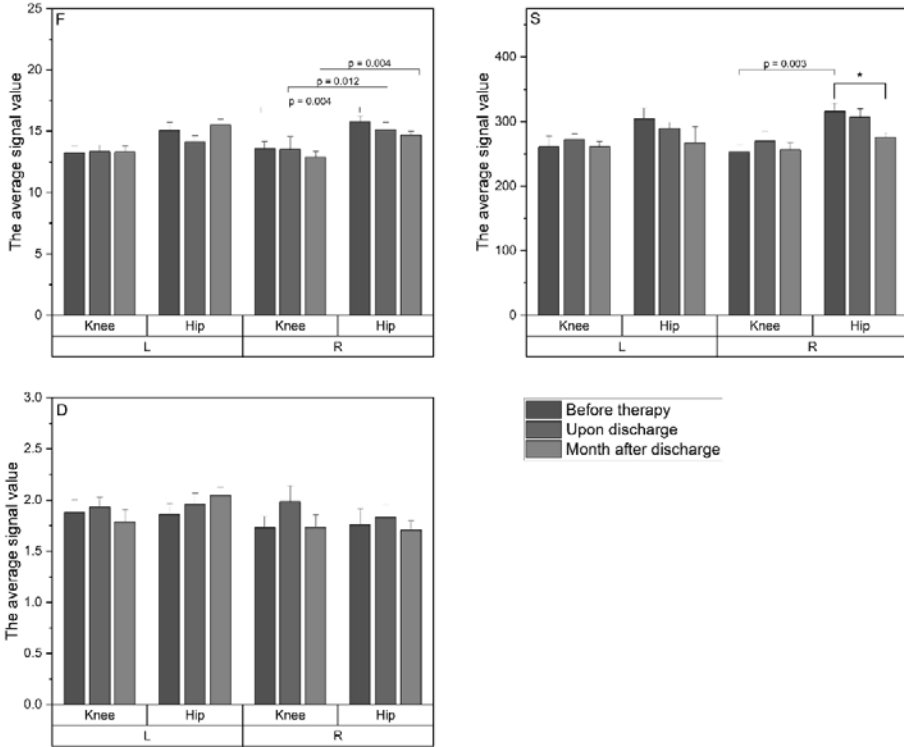 F
The average signal value
25
20
15
10
5
0
p = 0.004
p = 0.012
p = 0.004
Knee Hip Knee Hip
L R
S
The average signal value
400
300
200
100
0
p = 0.003
*
Knee Hip Knee Hip
L R
D
The average signal value
3.0
2.5
2.0
1.5
1.0
0.5
0.0
Knee Hip Knee Hip
L R
Before therapy
Upon discharge
Month after discharge